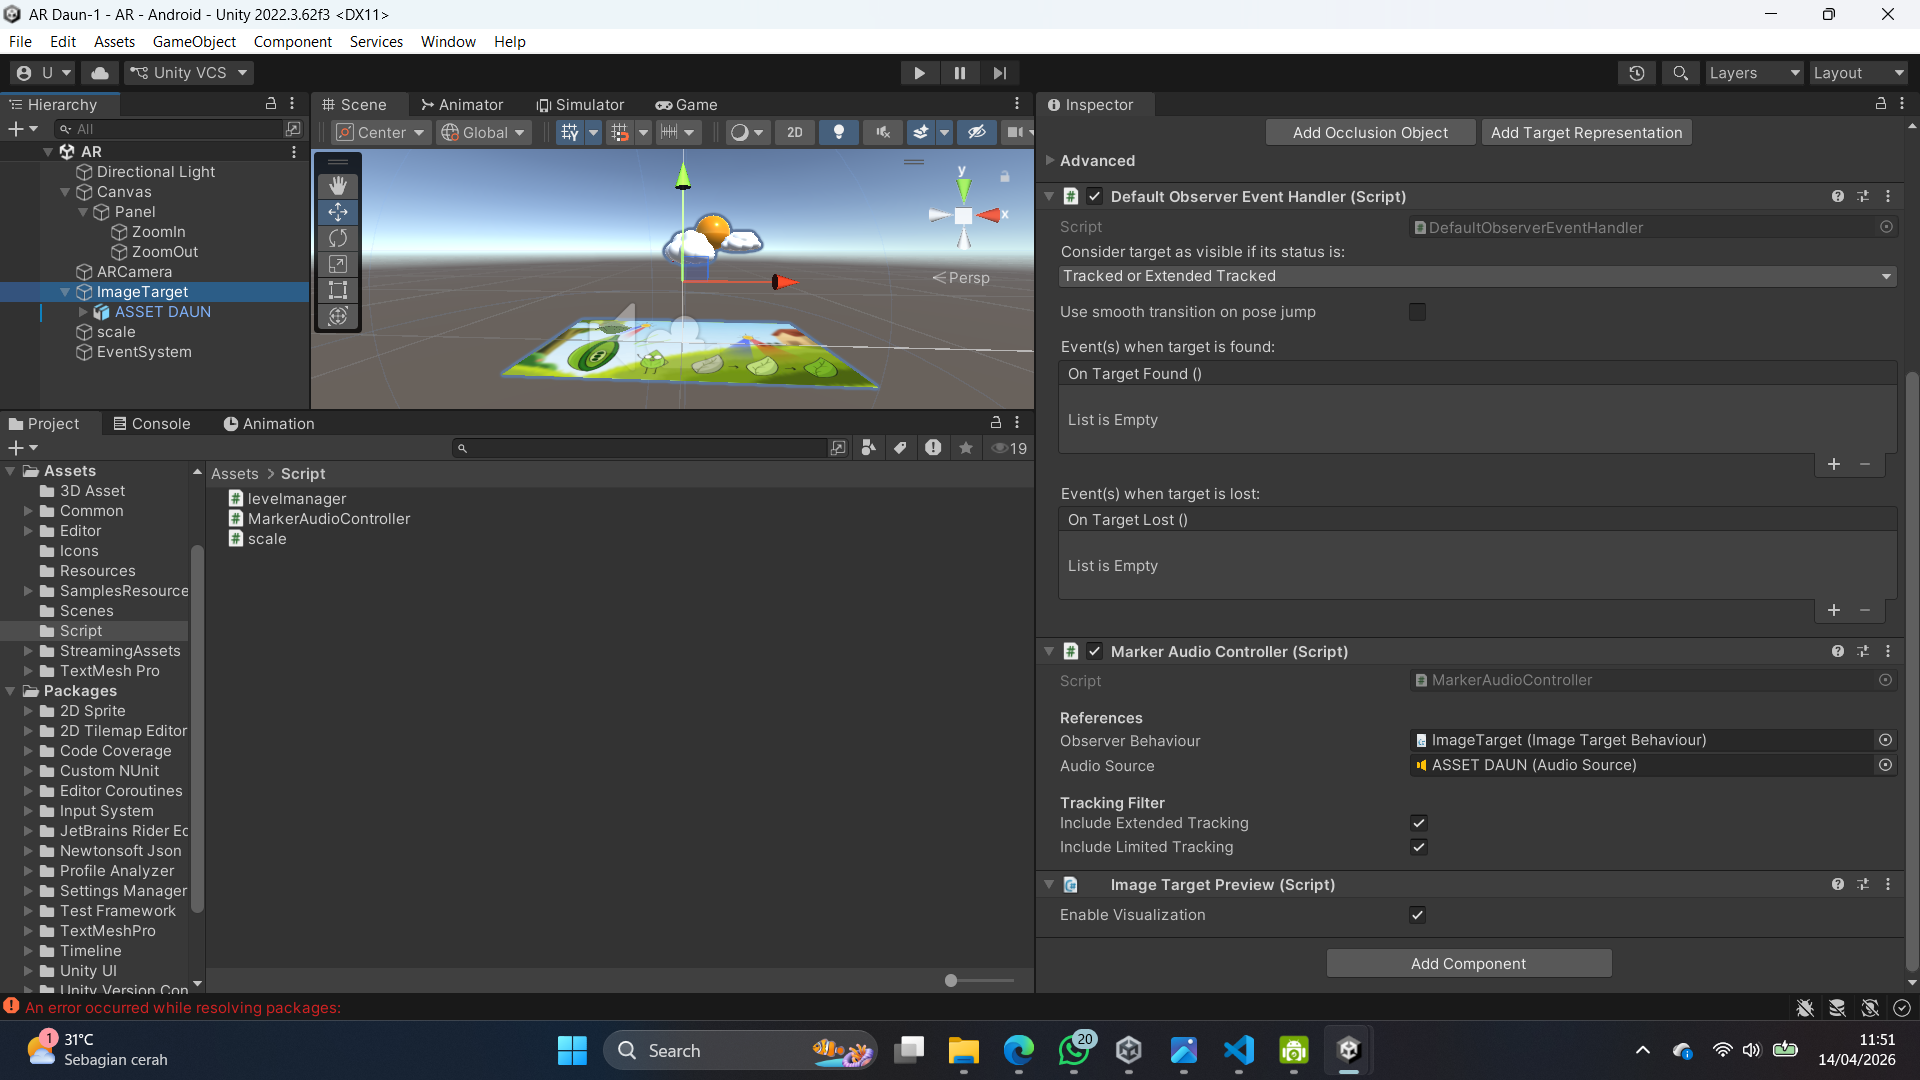 AR Daun-1 - AR - Android - Unity 2022.3.62f3 <DX11>
File Edit Assets GameObject Component Services Window Help
U Unity VCS Layers Layout
Hierarchy
All
AR
Directional Light
Canvas
Panel
ZoomIn
ZoomOut
ARCamera
ImageTarget
ASSET DAUN
scale
EventSystem
Scene Animator Simulator Game
Center Global 2D
y
x
Persp
Project Console Animation
19
Assets
3D Asset
Common
Editor
Icons
Resources
SamplesResource
Scenes
Script
StreamingAssets
TextMesh Pro
Packages
2D Sprite
2D Tilemap Editor
Code Coverage
Custom NUnit
Editor Coroutines
Input System
JetBrains Rider Ec
Newtonsoft Json
Profile Analyzer
Settings Manager
Test Framework
TextMeshPro
Timeline
Unity UI
Unity Version Con
Assets > Script
levelmanager
MarkerAudioController
scale
Inspector
Add Occlusion Object Add Target Representation
Advanced
Default Observer Event Handler (Script)
Script DefaultObserverEventHandler
Consider target as visible if its status is:
Tracked or Extended Tracked
Use smooth transition on pose jump
Event(s) when target is found:
On Target Found ()
List is Empty
Event(s) when target is lost:
On Target Lost ()
List is Empty
Marker Audio Controller (Script)
Script MarkerAudioController
References
Observer Behaviour ImageTarget (Image Target Behaviour)
Audio Source ASSET DAUN (Audio Source)
Tracking Filter
Include Extended Tracking
Include Limited Tracking
Image Target Preview (Script)
Enable Visualization
Add Component
An error occurred while resolving packages:
1
31°C
Sebagian cerah
Search
20
11:51
14/04/2026